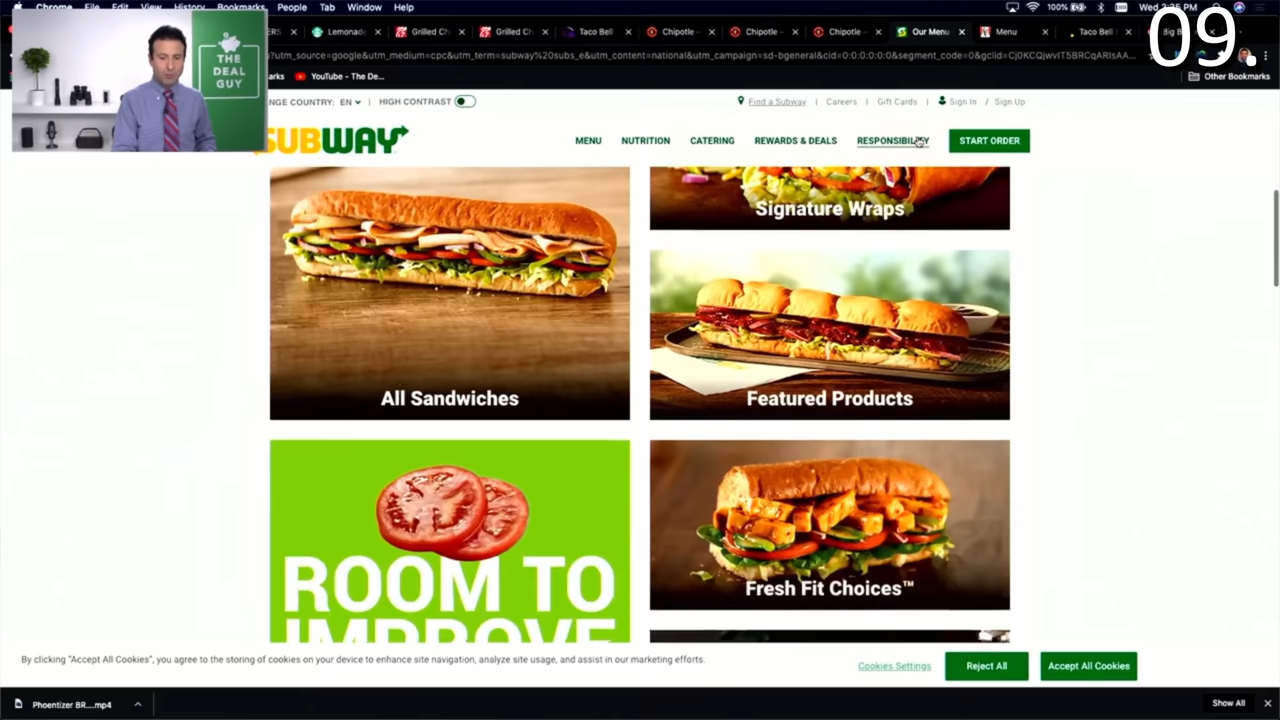 Chrome File Edit View History Bookmarks People Tab Window Help
100%
09.
Lemonade
Grilled Ch
Grilled Ch
Taco Bell
Chipotle –
Chipotle –
Chipotle –
Our Menu
Menu
Taco Bell
Big B
?utm_source=google&utm_medium=cpc&utm_term=subway%20subs_e&utm_content=national&utm_campaign=sd-bgeneral&cid=0:0:0:0:0:0&segment_code=0&gclid=Cj0KCQjwvIT5BRCqARIsAA...
YouTube - The De...
Other Bookmarks
THE
DEAL
GUY
NGE COUNTRY: EN
HIGH CONTRAST
Find a Subway | Careers | Gift Cards | Sign In / Sign Up
SUBWAY
MENU NUTRITION CATERING REWARDS & DEALS RESPONSIBILITY START ORDER
Signature Wraps
All Sandwiches
Featured Products
ROOM TO
IMPROVE
Fresh Fit Choices™
By clicking “Accept All Cookies”, you agree to the storing of cookies on your device to enhance site navigation, analyze site usage, and assist in our marketing efforts.
Cookies Settings
Reject All
Accept All Cookies
Phoentizer BR....mp4
Show All